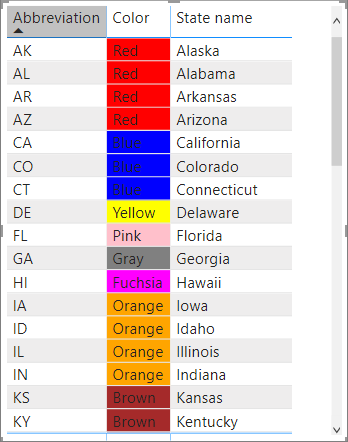 Abbreviation Color State name
AK Red Alaska
AL Red Alabama
AR Red Arkansas
AZ Red Arizona
CA Blue California
CO Blue Colorado
CT Blue Connecticut
DE Yellow Delaware
FL Pink Florida
GA Gray Georgia
HI Fuchsia Hawaii
IA Orange Iowa
ID Orange Idaho
IL Orange Illinois
IN Orange Indiana
KS Brown Kansas
KY Brown Kentucky